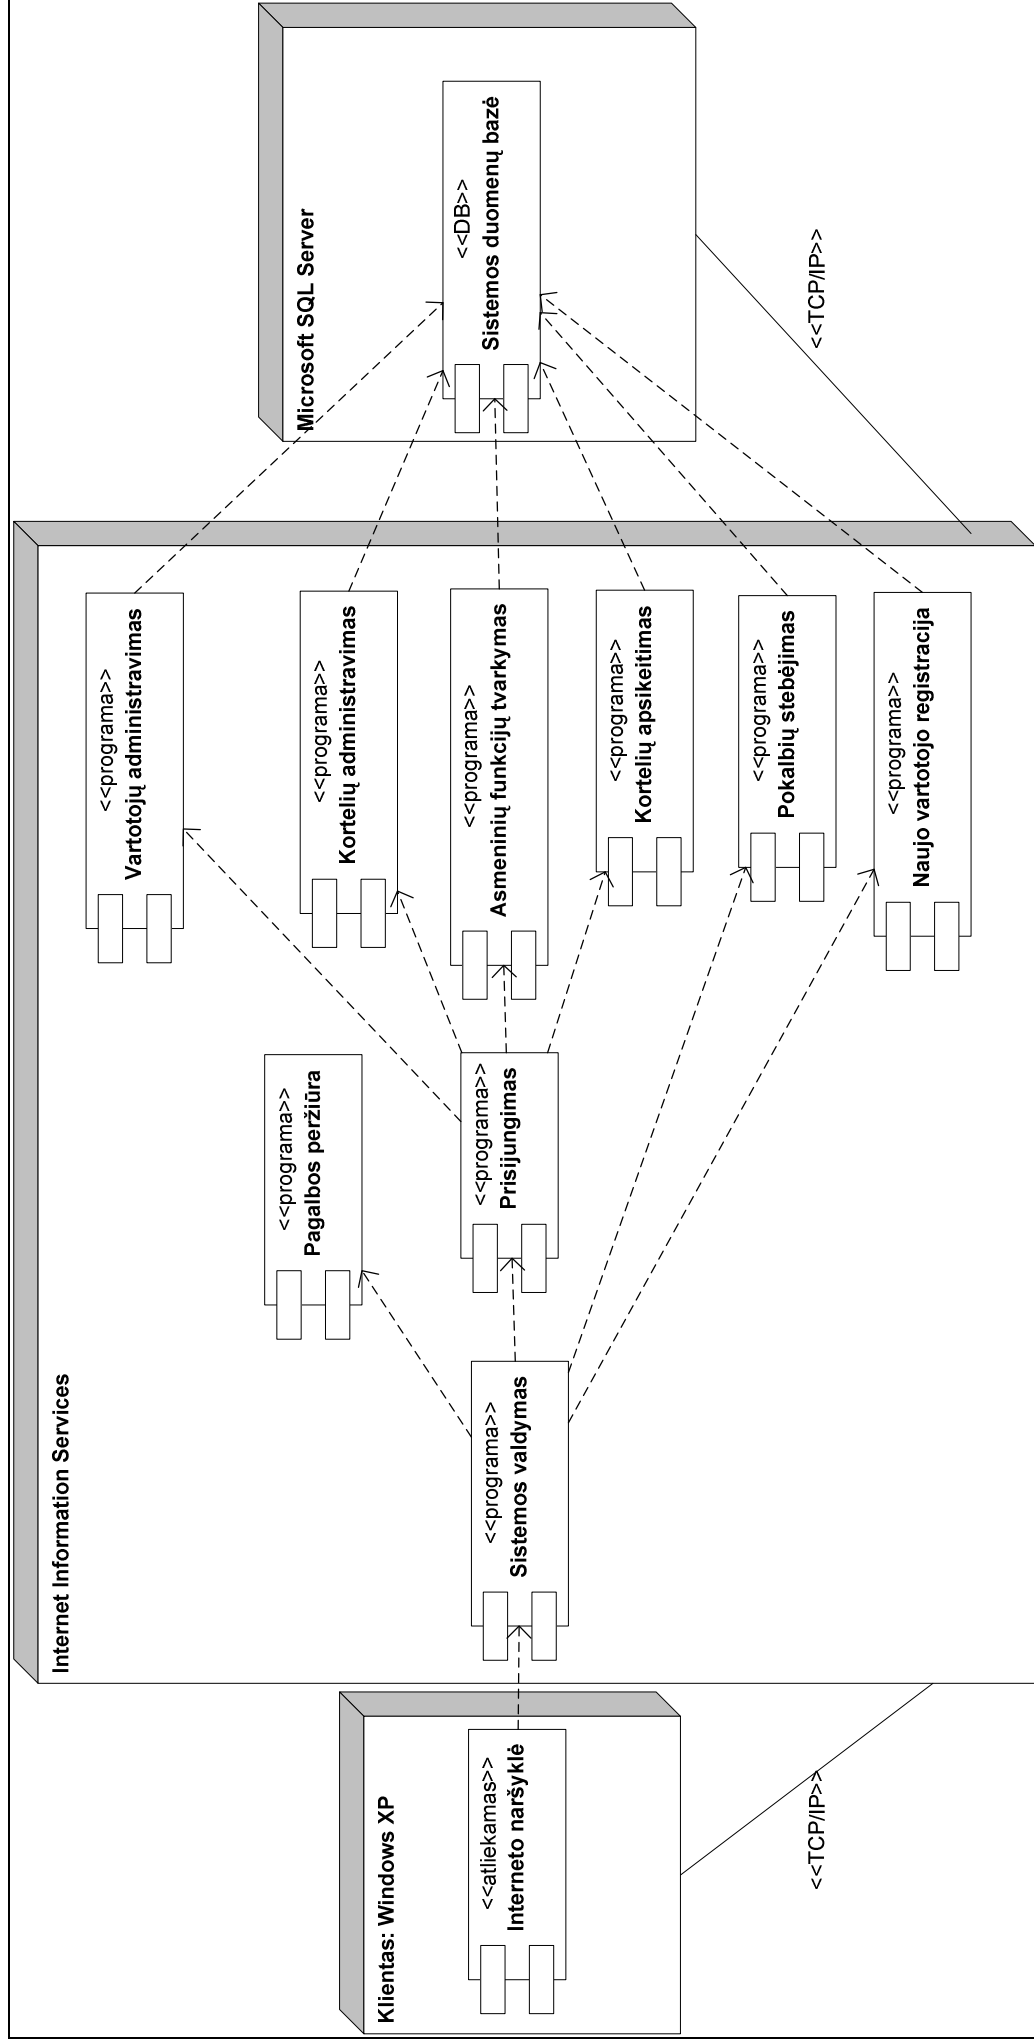 Klientas: Windows XP
<<atliekamas>>
Interneto naršyklė
<<TCP/IP>>
Internet Information Services
<<programa>>
Sistemos valdymas
<<programa>>
Pagalbos peržiūra
<<programa>>
Prisijungimas
<<programa>>
Vartotojų administravimas
<<programa>>
Kortelių administravimas
<<programa>>
Asmeninių funkcijų tvarkymas
<<programa>>
Kortelių apsikeitimas
<<programa>>
Pokalbių stebėjimas
<<programa>>
Naujo vartotojo registracija
Microsoft SQL Server
<<DB>>
Sistemos duomenų bazė
<<TCP/IP>>